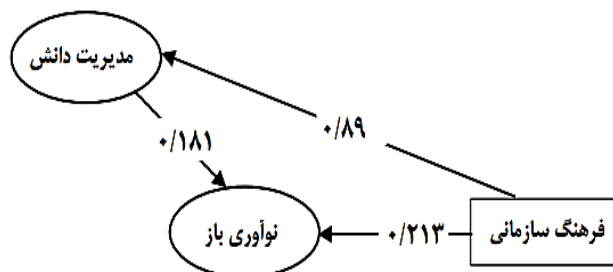 مدیریت دانش
۰/۸۹
۰/۱۸۱
نوآوری باز
۰/۲۱۳
فرهنگ سازمانی